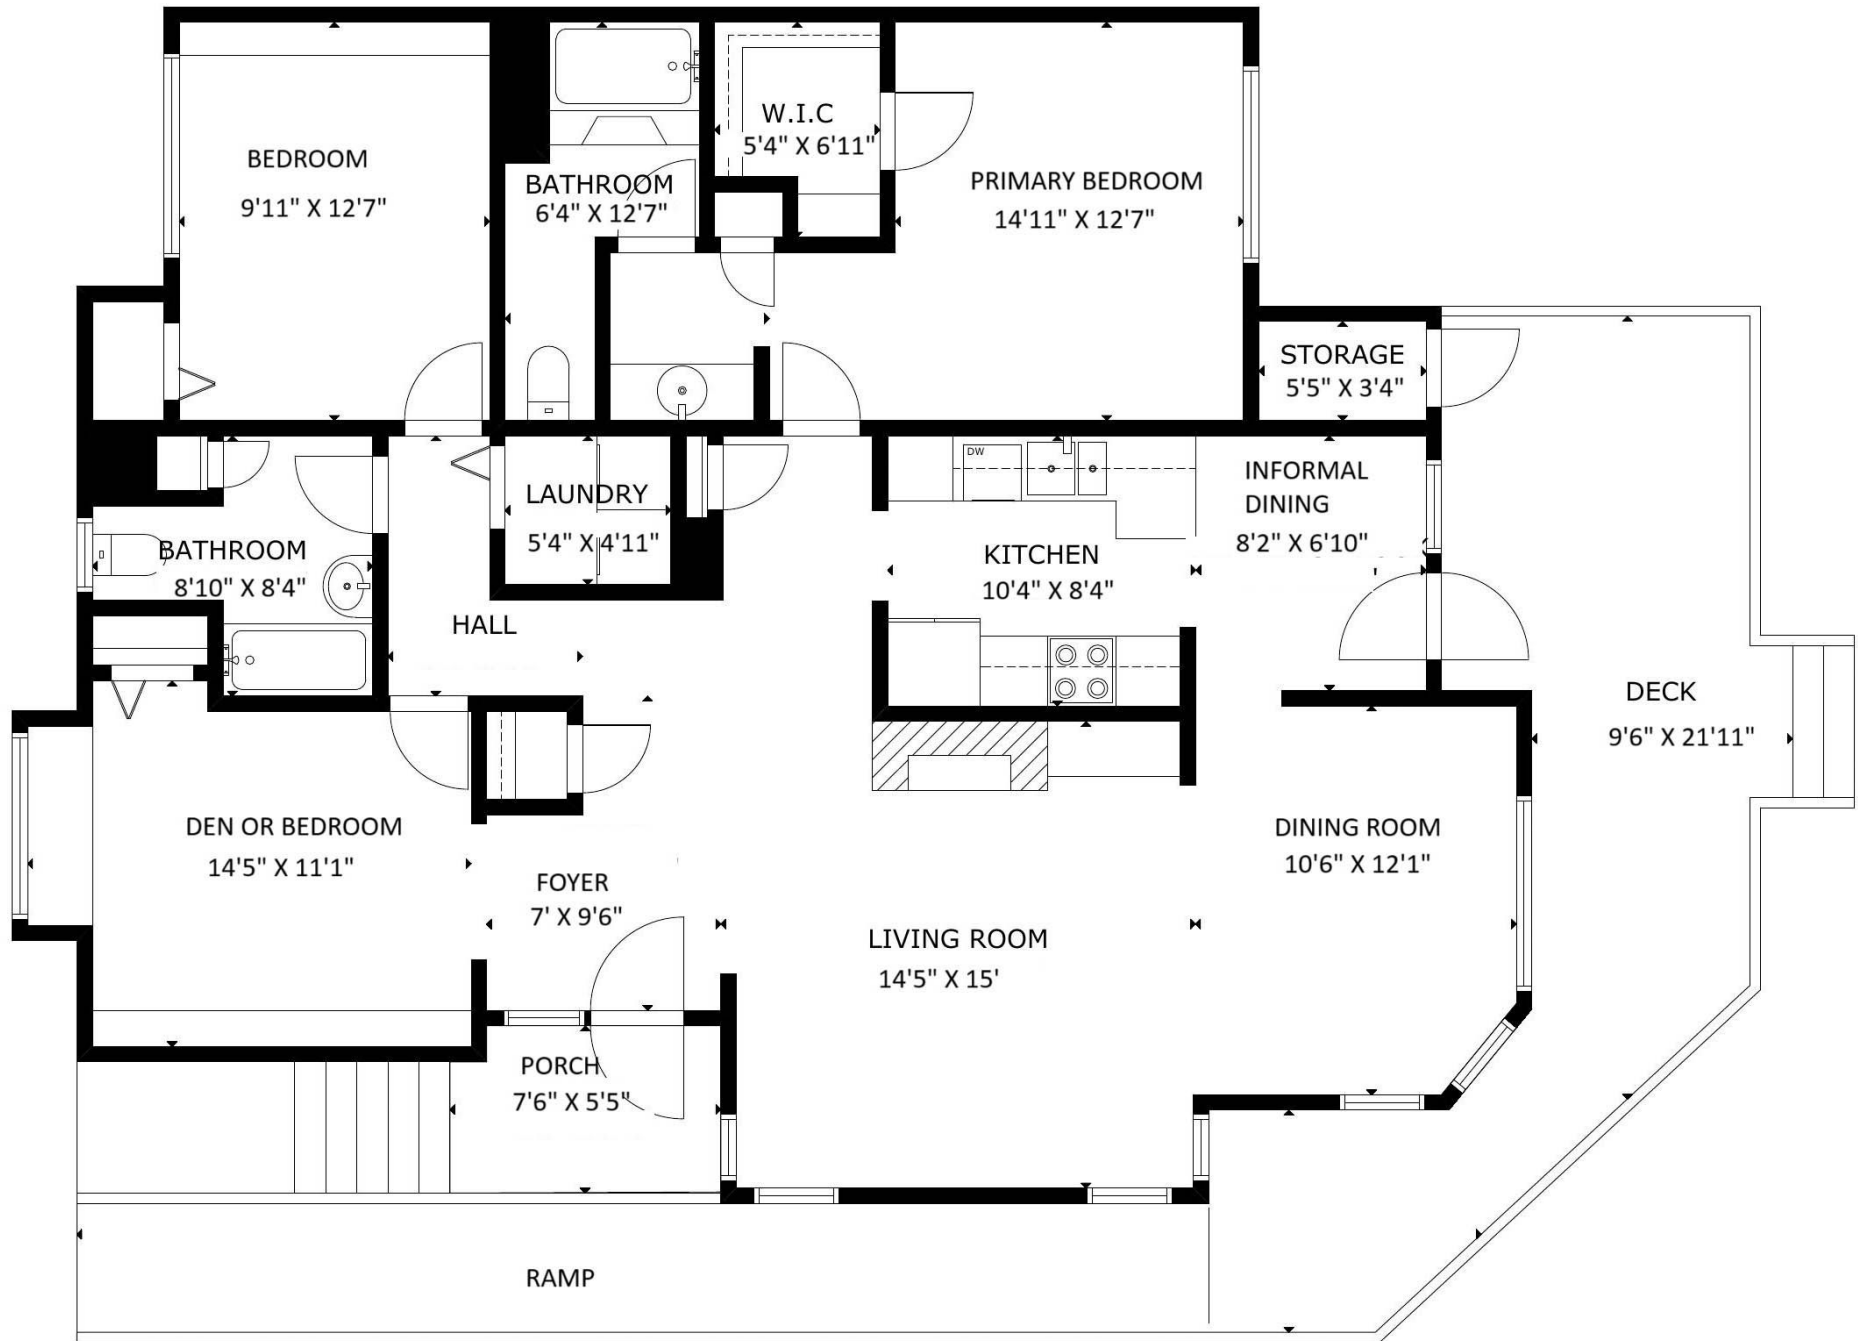 BEDROOM
9'11" X 12'7"
BATHROOM
6'4" X 12'7"
W.I.C
5'4" X 6'11"
PRIMARY BEDROOM
14'11" X 12'7"
STORAGE
5'5" X 3'4"
LAUNDRY
5'4" X 4'11"
DW
KITCHEN
10'4" X 8'4"
INFORMAL
DINING
8'2" X 6'10"
BATHROOM
8'10" X 8'4"
HALL
DECK
9'6" X 21'11"
DEN OR BEDROOM
14'5" X 11'1"
FOYER
7' X 9'6"
LIVING ROOM
14'5" X 15'
DINING ROOM
10'6" X 12'1"
PORCH
7'6" X 5'5"
RAMP